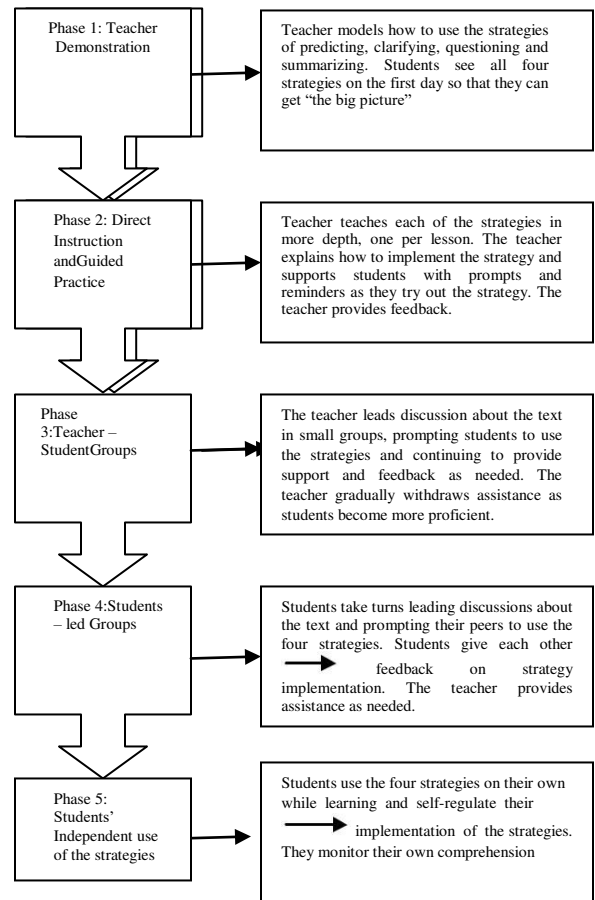 Phase 1: Teacher
Demonstration
Teacher models how to use the strategies
of predicting, clarifying, questioning and
summarizing. Students see all four
strategies on the first day so that they can
get “the big picture”
Phase 2: Direct
Instruction
andGuided
Practice
Teacher teaches each of the strategies in
more depth, one per lesson. The teacher
explains how to implement the strategy and
supports students with prompts and
reminders as they try out the strategy. The
teacher provides feedback.
Phase
3:Teacher –
StudentGroups
The teacher leads discussion about the text
in small groups, prompting students to use
the strategies and continuing to provide
support and feedback as needed. The
teacher gradually withdraws assistance as
students become more proficient.
Phase 4:Students
– led Groups
Students take turns leading discussions about
the text and prompting their peers to use the
four strategies. Students give each other
feedback on strategy
implementation. The teacher provides
assistance as needed.
Phase 5:
Students’
Independent use
of the strategies
Students use the four strategies on their own
while learning and self-regulate their
implementation of the strategies.
They monitor their own comprehension